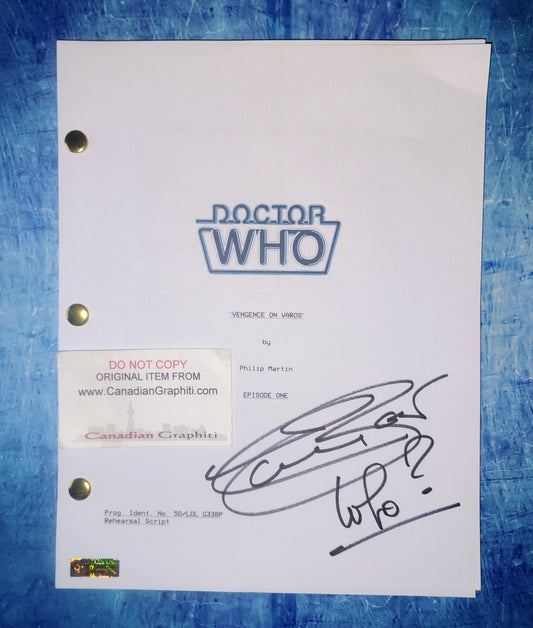 DOCTOR
WHO
'VENGENCE ON VAROS'
by
Philip Martin
EPISODE ONE
DO NOT COPY
ORIGINAL ITEM FROM
www.CanadianGraphiti.com
Canadian Graphiti
Who?
Prog. Ident. No. 50/LDL C330P
Rehearsal Script